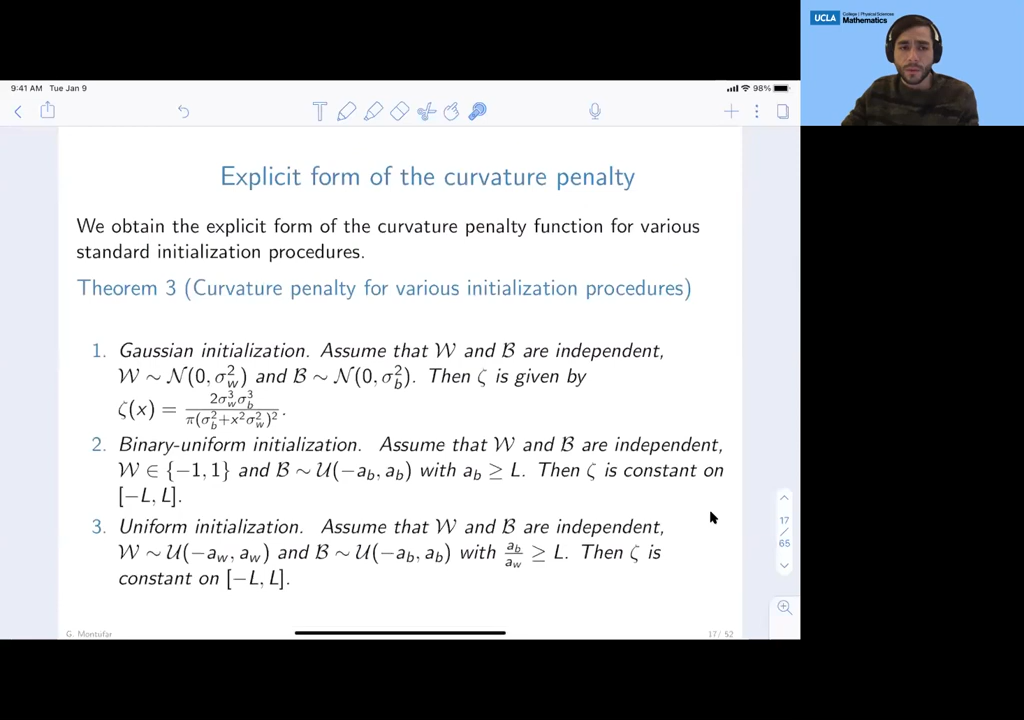 UCLA College | Physical Sciences
Mathematics
9:41 AM Tue Jan 9
98%
T
Explicit form of the curvature penalty
We obtain the explicit form of the curvature penalty function for various
standard initialization procedures.
Theorem 3 (Curvature penalty for various initialization procedures)
1. Gaussian initialization. Assume that 𝒲 and ℬ are independent,
𝒲 ∼ 𝒩(0, σ_w^2) and ℬ ∼ 𝒩(0, σ_b^2). Then ζ is given by
ζ(x) = \frac{2σ_w^3σ_b^3}{π(σ_b^2+x^2σ_w^2)^2}.
2. Binary-uniform initialization. Assume that 𝒲 and ℬ are independent,
𝒲 ∈ {−1, 1} and ℬ ∼ 𝒰(−a_b, a_b) with a_b ≥ L. Then ζ is constant on
[−L, L].
3. Uniform initialization. Assume that 𝒲 and ℬ are independent,
𝒲 ∼ 𝒰(−a_w, a_w) and ℬ ∼ 𝒰(−a_b, a_b) with \frac{a_b}{a_w} ≥ L. Then ζ is
constant on [−L, L].
17
/
65
G. Montufar
17/ 52